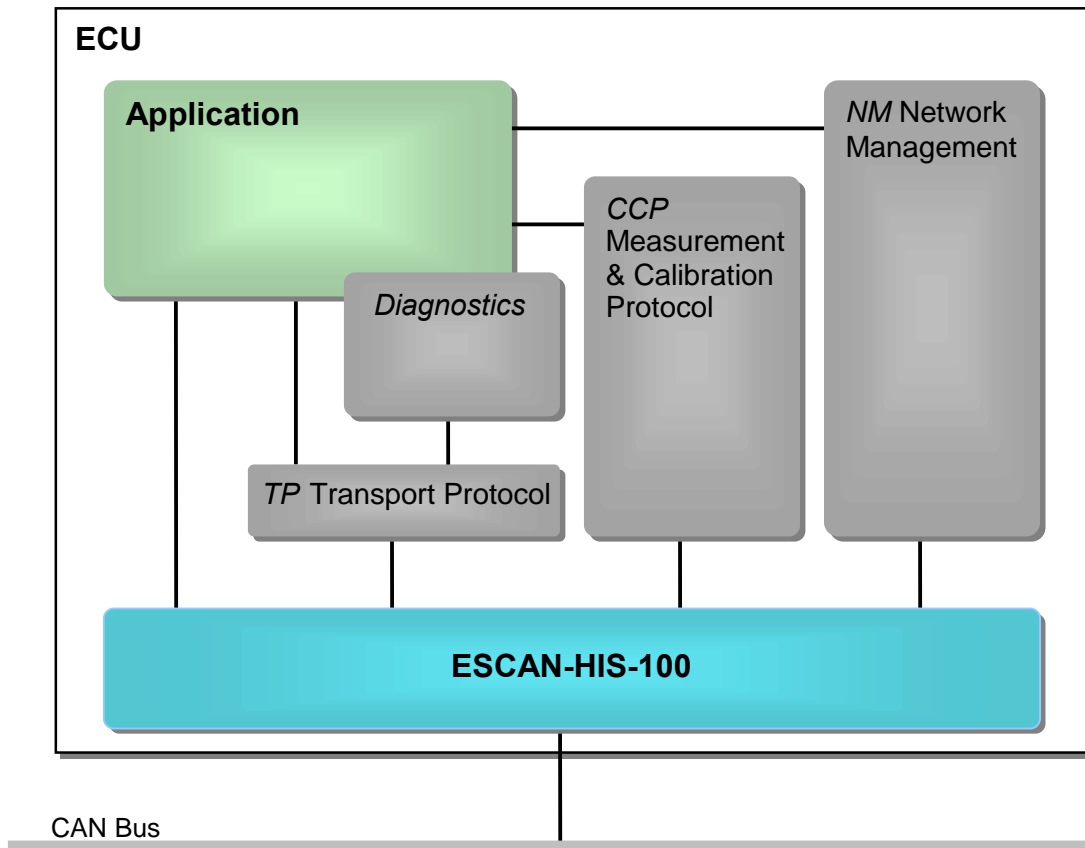 ECU
Application
NM Network
Management
CCP
Measurement
& Calibration
Protocol
Diagnostics
TP Transport Protocol
ESCAN-HIS-100
CAN Bus